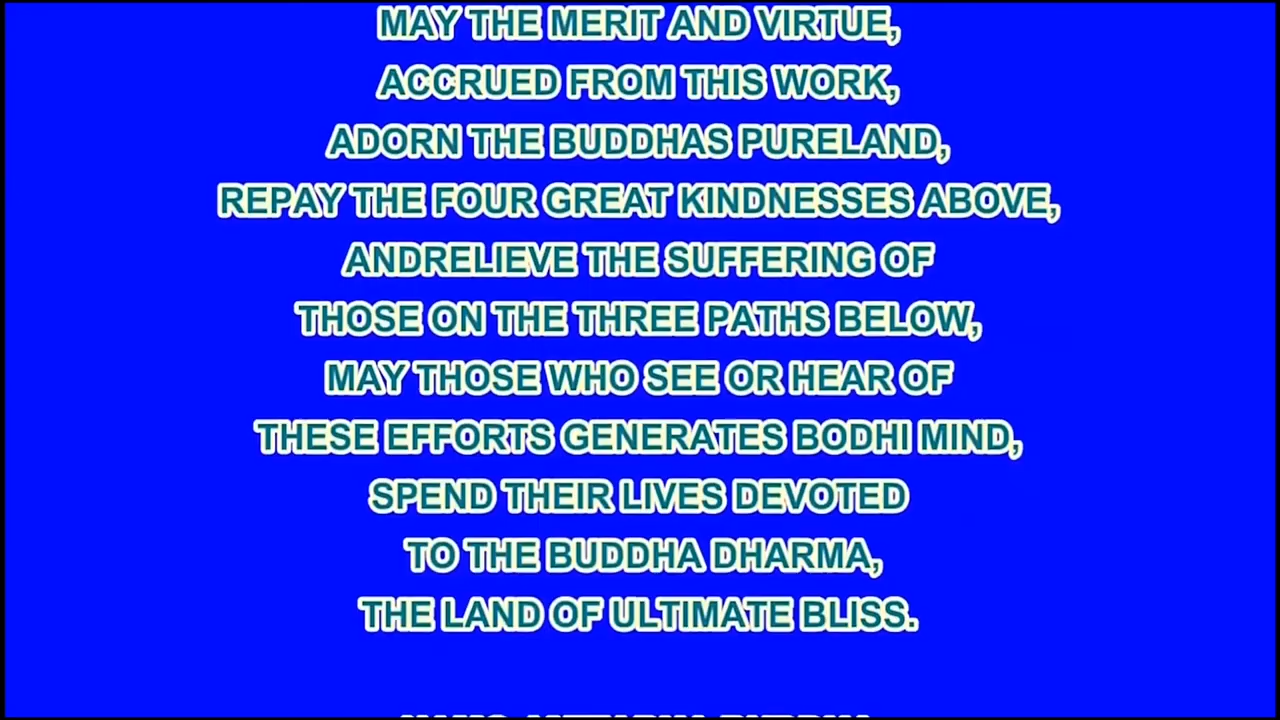 MAY THE MERIT AND VIRTUE,
ACCRUED FROM THIS WORK,
ADORN THE BUDDHAS PURELAND,
REPAY THE FOUR GREAT KINDNESSES ABOVE,
ANDRELIEVE THE SUFFERING OF
THOSE ON THE THREE PATHS BELOW,
MAY THOSE WHO SEE OR HEAR OF
THESE EFFORTS GENERATES BODHI MIND,
SPEND THEIR LIVES DEVOTED
TO THE BUDDHA DHARMA,
THE LAND OF ULTIMATE BLISS.